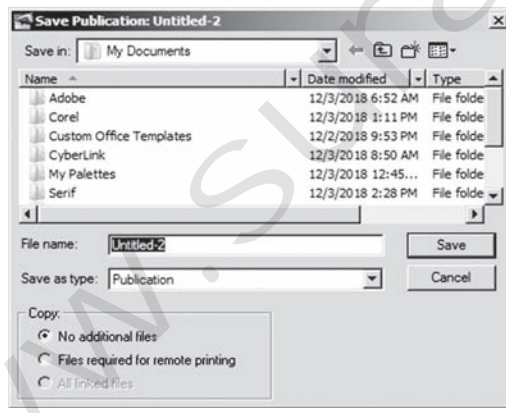 Save Publication: Untitled-2
Save in: My Documents
Name Date modified Type
Adobe 12/3/2018 6:52 AM File folde
Corel 12/3/2018 1:11 PM File folde
Custom Office Templates 12/2/2018 9:53 PM File folde
CyberLink 12/3/2018 8:50 AM File folde
My Palettes 12/3/2018 12:45... File folde
Serif 12/3/2018 2:28 PM File folde
File name: Untitled-2 Save
Save as type: Publication Cancel
Copy:
No additional files
Files required for remote printing
All linked files